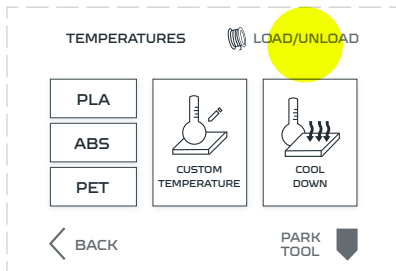 TEMPERATURES
LOAD/UNLOAD
PLA
ABS
PET
CUSTOM
TEMPERATURE
COOL
DOWN
BACK
PARK
TOOL